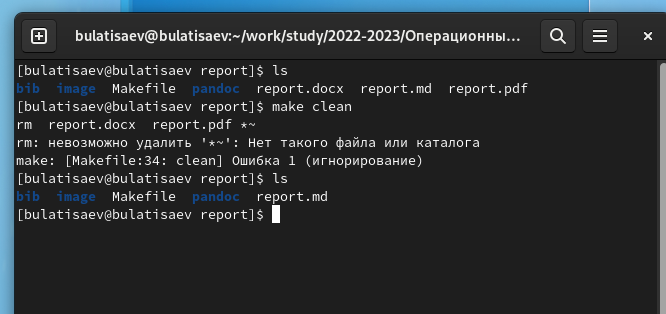 bulatisaev@bulatisaev:~/work/study/2022-2023/Операционны...
[bulatisaev@bulatisaev report]$ ls
bib  image  Makefile  pandoc  report.docx  report.md  report.pdf
[bulatisaev@bulatisaev report]$ make clean
rm  report.docx  report.pdf *~
rm: невозможно удалить '*~': Нет такого файла или каталога
make: [Makefile:34: clean] Ошибка 1 (игнорирование)
[bulatisaev@bulatisaev report]$ ls
bib  image  Makefile  pandoc  report.md
[bulatisaev@bulatisaev report]$